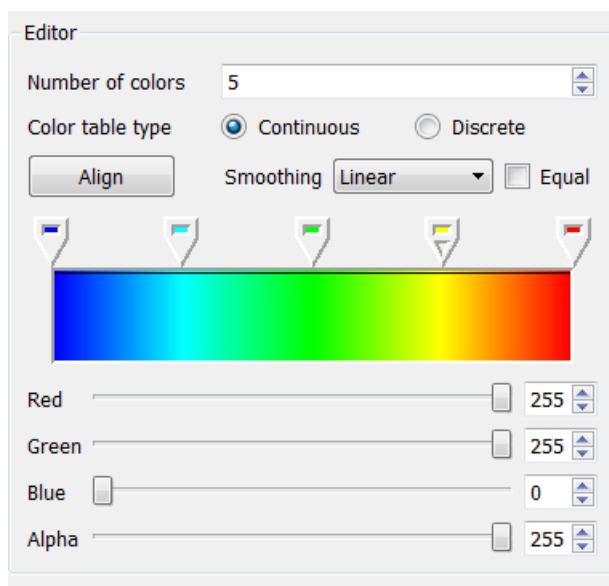 Editor
Number of colors 5
Color table type Continuous Discrete
Align Smoothing Linear Equal
Red 255
Green 255
Blue 0
Alpha 255